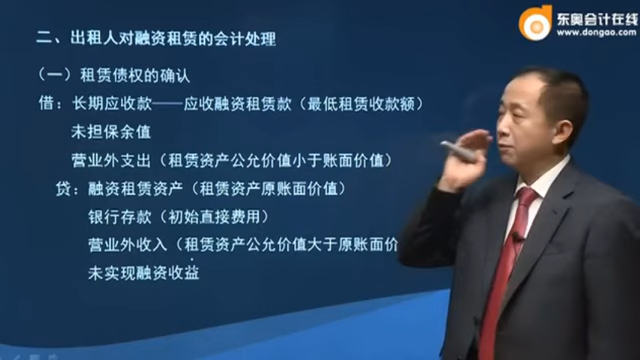 东奥会计在线
www.dongao.com
二、出租人对融资租赁的会计处理
（一）租赁债权的确认
借：长期应收款——应收融资租赁款（最低租赁收款额）
未担保余值
营业外支出（租赁资产公允价值小于账面价值）
贷：融资租赁资产（租赁资产原账面价值）
银行存款（初始直接费用）
营业外收入（租赁资产公允价值大于原账面价
未实现融资收益